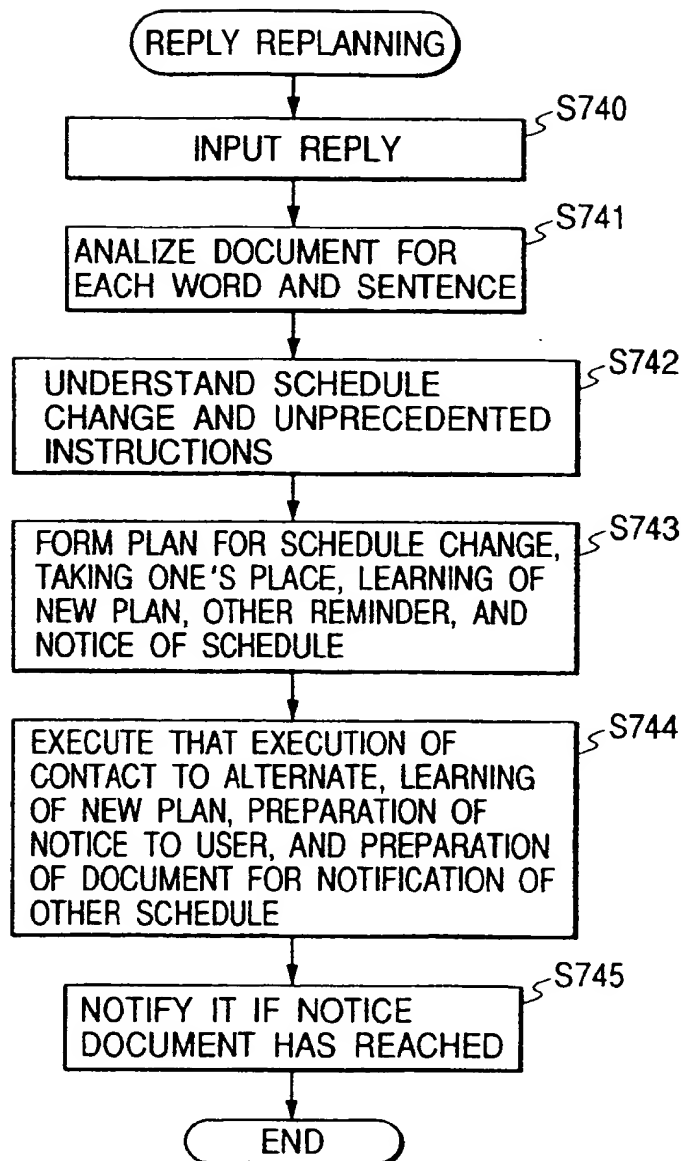 REPLY REPLANNING
S740
INPUT REPLY
S741
ANALIZE DOCUMENT FOR
EACH WORD AND SENTENCE
S742
UNDERSTAND SCHEDULE
CHANGE AND UNPRECEDENTED
INSTRUCTIONS
S743
FORM PLAN FOR SCHEDULE CHANGE,
TAKING ONE'S PLACE, LEARNING OF
NEW PLAN, OTHER REMINDER, AND
NOTICE OF SCHEDULE
S744
EXECUTE THAT EXECUTION OF
CONTACT TO ALTERNATE, LEARNING
OF NEW PLAN, PREPARATION OF
NOTICE TO USER, AND PREPARATION
OF DOCUMENT FOR NOTIFICATION OF
OTHER SCHEDULE
S745
NOTIFY IT IF NOTICE
DOCUMENT HAS REACHED
END